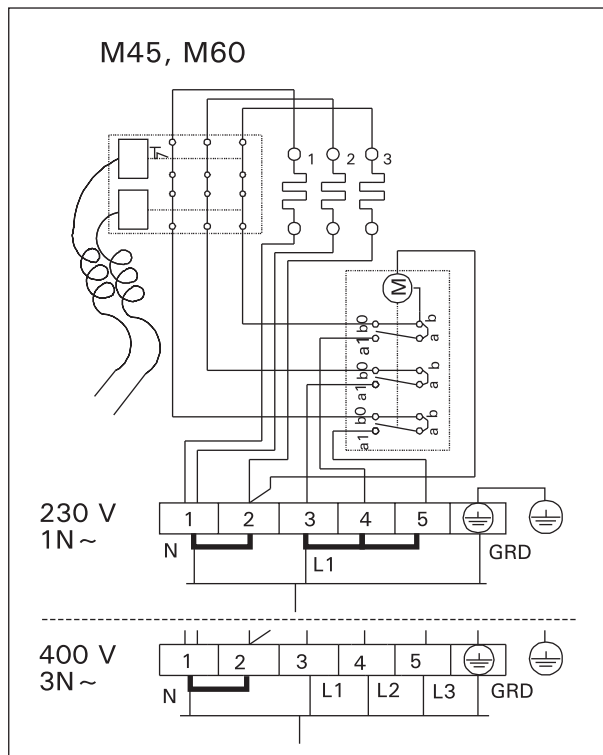 M45, M60
1 2 3
M
a1 b0 a b
a1 b0 a b
a1 b0 a b
230 V
1N~
1 2 3 4 5
N L1 GRD
400 V
3N~
1 2 3 4 5
N L1 L2 L3 GRD